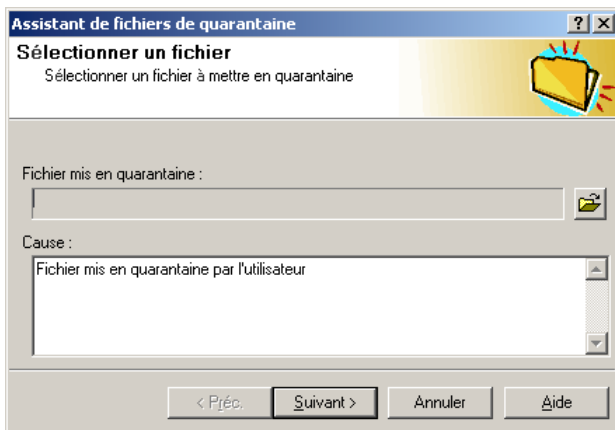 Assistant de fichiers de quarantaine
Sélectionner un fichier
Sélectionner un fichier à mettre en quarantaine
Fichier mis en quarantaine :
Cause :
Fichier mis en quarantaine par l'utilisateur
< Préc. Suivant > Annuler Aide